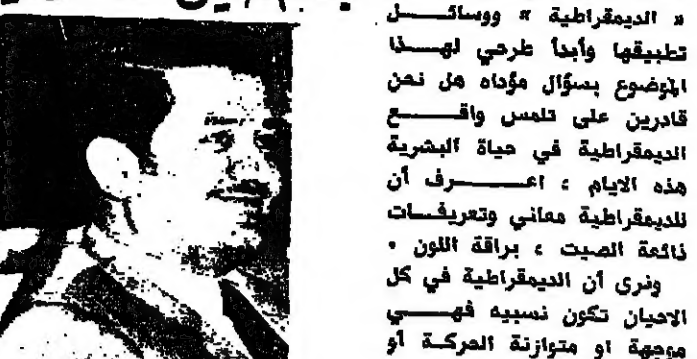 « الديمقراطية » ووسائل
تطبيقها وأبدأ طرحي لهذا
الموضوع بسؤال مؤداه هل نحن
قادرين على تلمس واقع
الديمقراطية في حياة البشرية
هذه الايام ، اعرف أن
للديمقراطية معاني وتعريفات
ذائعة الصيت ، براقة اللون .
ونرى أن الديمقراطية في كل
الاحيان تكون نسبيه فهي
موجهة او متوازنة الحركة أو